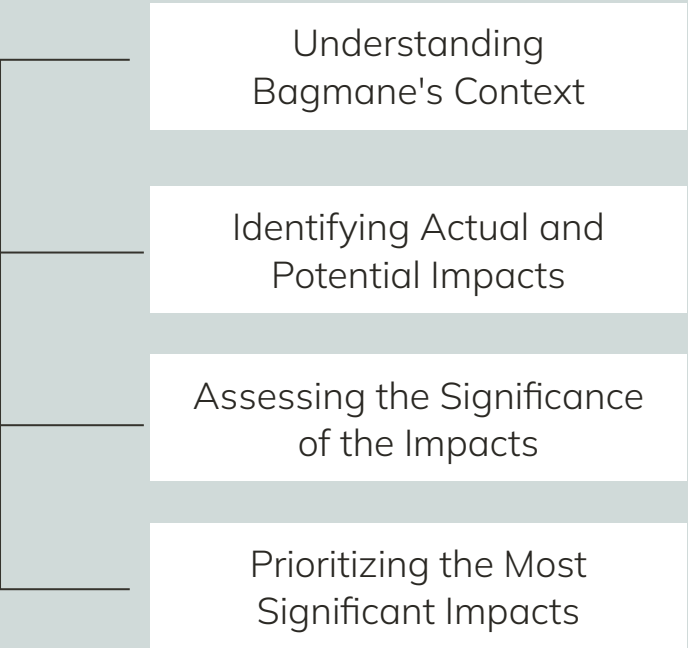 Understanding
Bagmane's Context
Identifying Actual and
Potential Impacts
Assessing the Significance
of the Impacts
Prioritizing the Most
Significant Impacts